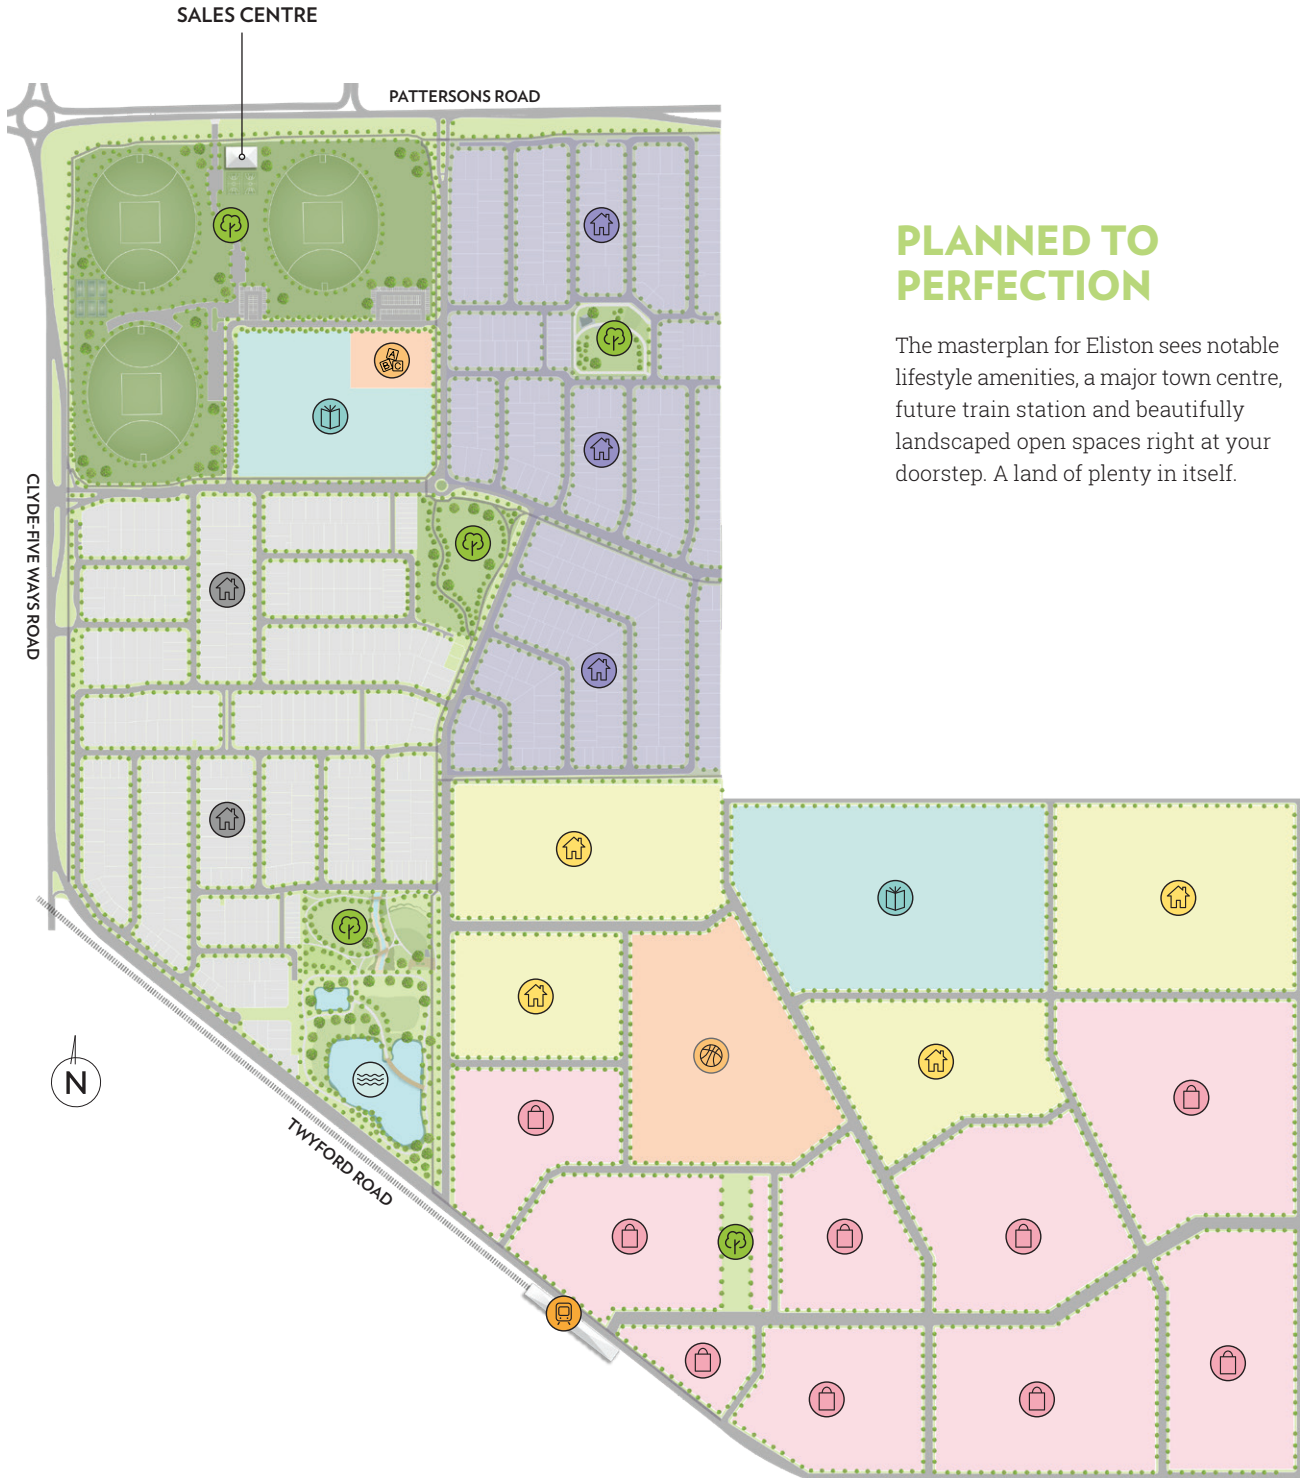 SALES CENTRE
PATTERSONS ROAD
PLANNED TO
PERFECTION
The masterplan for Eliston sees notable
lifestyle amenities, a major town centre,
future train station and beautifully
landscaped open spaces right at your
doorstep. A land of plenty in itself.
A
B C
CLYDE-FIVE WAYS ROAD
N
TWYFORD ROAD